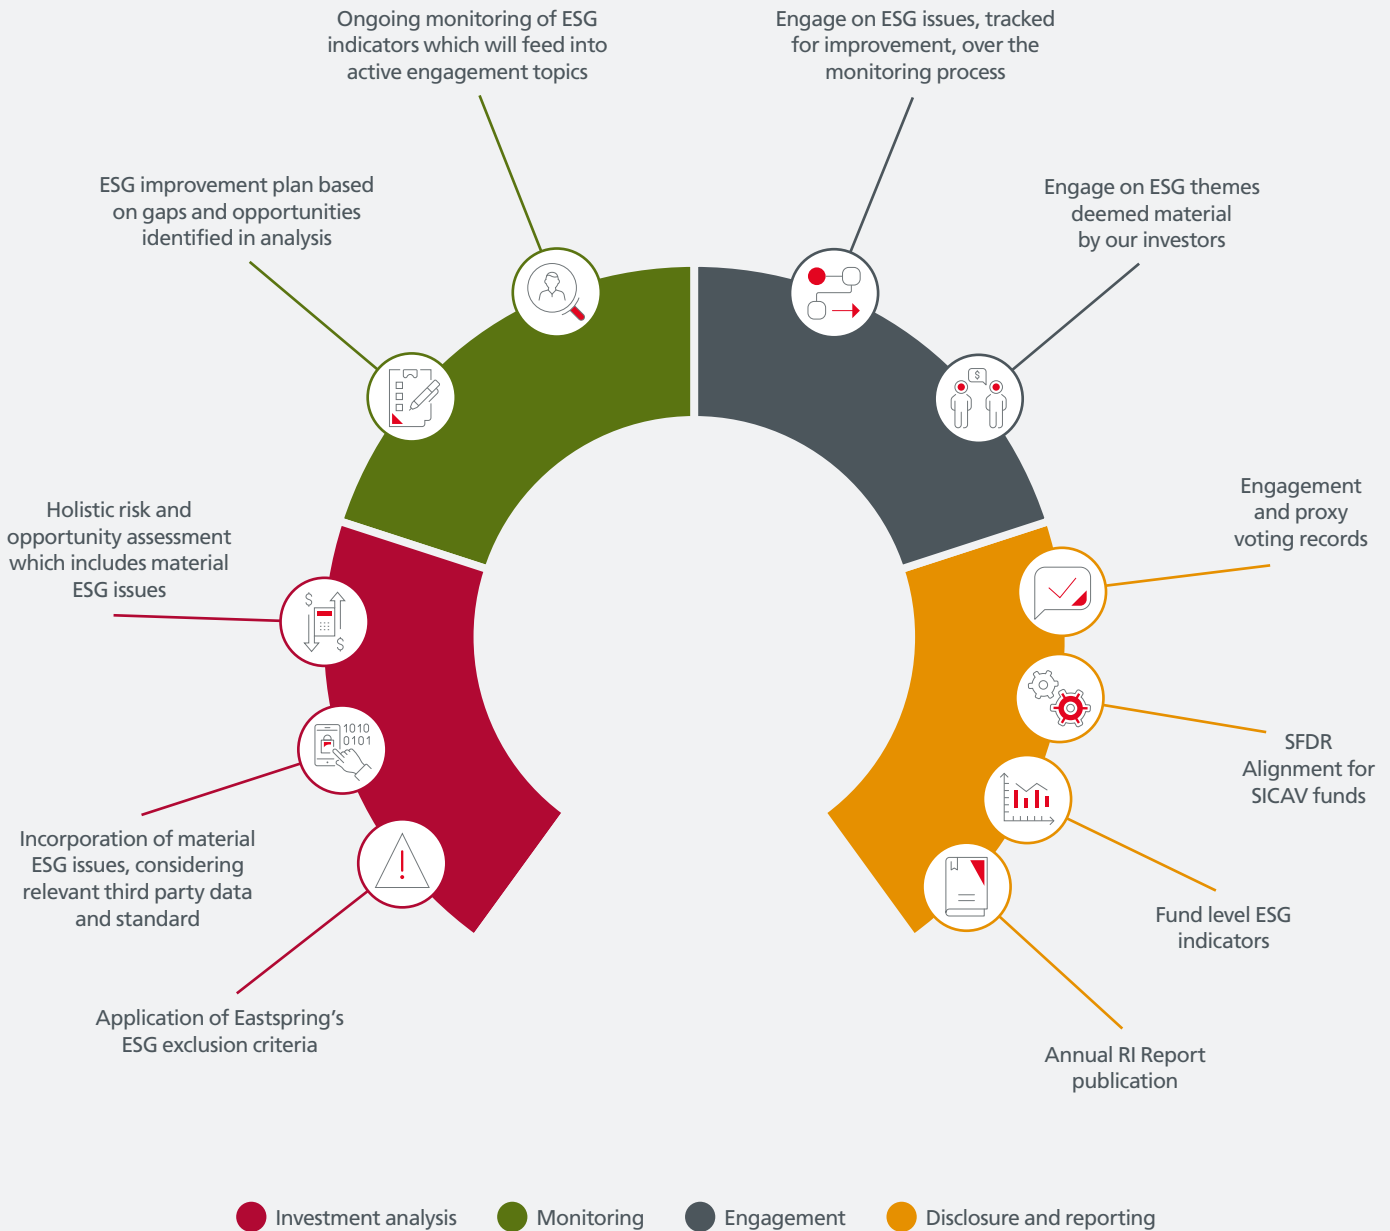 Ongoing monitoring of ESG
indicators which will feed into
active engagement topics
Engage on ESG issues, tracked
for improvement, over the
monitoring process
ESG improvement plan based
on gaps and opportunities
identified in analysis
Engage on ESG themes
deemed material
by our investors
$
Holistic risk and
opportunity assessment
which includes material
ESG issues
$
$
Engagement
and proxy
voting records
1010
0101
SFDR
Alignment for
SICAV funds
Incorporation of material
ESG issues, considering
relevant third party data
and standard
!
Fund level ESG
indicators
Application of Eastspring’s
ESG exclusion criteria
Annual RI Report
publication
Investment analysis
Monitoring
Engagement
Disclosure and reporting